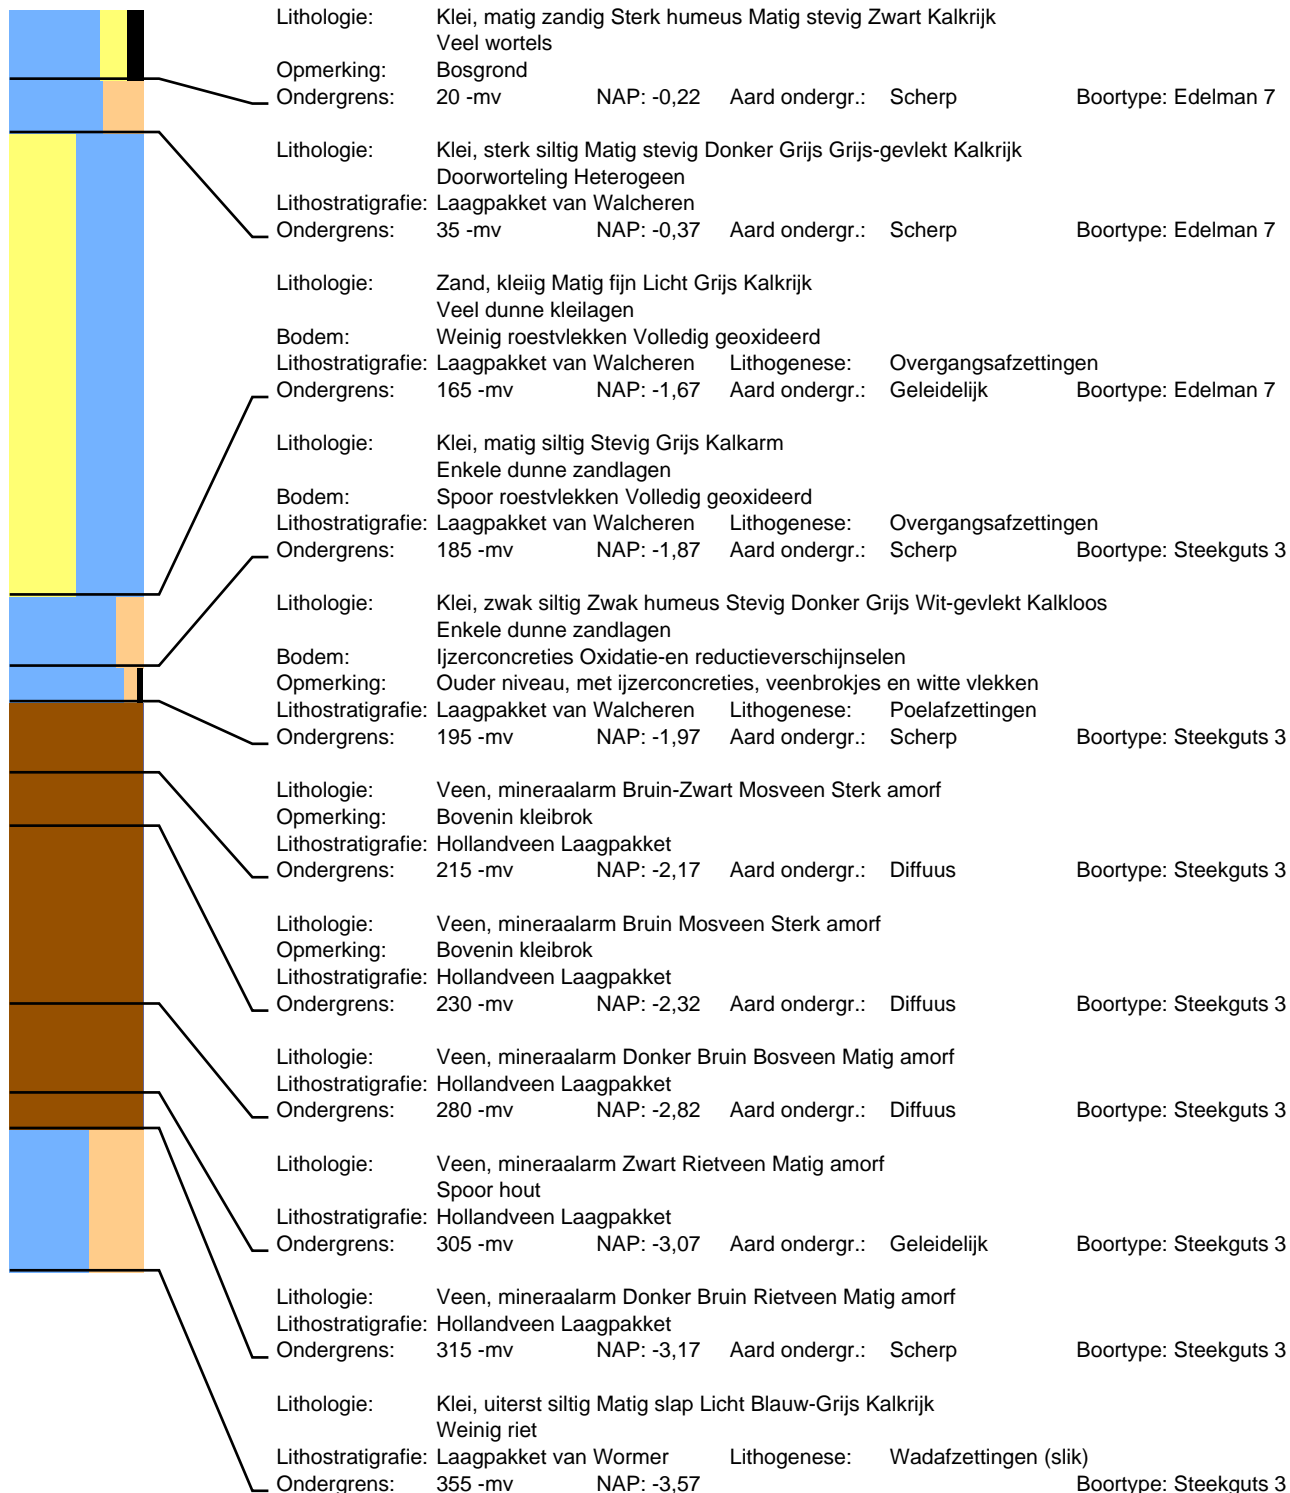 Lithologie: Klei, matig zandig Sterk humeus Matig stevig Zwart Kalkrijk
Veel wortels
Opmerking: Bosgrond
Ondergrens: 20 -mv NAP: -0,22 Aard ondergr.: Scherp Boortype: Edelman 7
Lithologie: Klei, sterk siltig Matig stevig Donker Grijs Grijs-gevlekt Kalkrijk
Doorworteling Heterogeen
Lithostratigrafie: Laagpakket van Walcheren
Ondergrens: 35 -mv NAP: -0,37 Aard ondergr.: Scherp Boortype: Edelman 7
Lithologie: Zand, kleiig Matig fijn Licht Grijs Kalkrijk
Veel dunne kleilagen
Bodem: Weinig roestvlekken Volledig geoxideerd
Lithostratigrafie: Laagpakket van Walcheren Lithogenese: Overgangsafzettingen
Ondergrens: 165 -mv NAP: -1,67 Aard ondergr.: Geleidelijk Boortype: Edelman 7
Lithologie: Klei, matig siltig Stevig Grijs Kalkarm
Enkele dunne zandlagen
Bodem: Spoor roestvlekken Volledig geoxideerd
Lithostratigrafie: Laagpakket van Walcheren Lithogenese: Overgangsafzettingen
Ondergrens: 185 -mv NAP: -1,87 Aard ondergr.: Scherp Boortype: Steekguts 3
Lithologie: Klei, zwak siltig Zwak humeus Stevig Donker Grijs Wit-gevlekt Kalkloos
Enkele dunne zandlagen
Bodem: Ijzerconcreties Oxidatie-en reductieverschijnselen
Opmerking: Ouder niveau, met ijzerconcreties, veenbrokjes en witte vlekken
Lithostratigrafie: Laagpakket van Walcheren Lithogenese: Poelafzettingen
Ondergrens: 195 -mv NAP: -1,97 Aard ondergr.: Scherp Boortype: Steekguts 3
Lithologie: Veen, mineraalarm Bruin-Zwart Mosveen Sterk amorf
Opmerking: Bovenin kleibrok
Lithostratigrafie: Hollandveen Laagpakket
Ondergrens: 215 -mv NAP: -2,17 Aard ondergr.: Diffuus Boortype: Steekguts 3
Lithologie: Veen, mineraalarm Bruin Mosveen Sterk amorf
Opmerking: Bovenin kleibrok
Lithostratigrafie: Hollandveen Laagpakket
Ondergrens: 230 -mv NAP: -2,32 Aard ondergr.: Diffuus Boortype: Steekguts 3
Lithologie: Veen, mineraalarm Donker Bruin Bosveen Matig amorf
Lithostratigrafie: Hollandveen Laagpakket
Ondergrens: 280 -mv NAP: -2,82 Aard ondergr.: Diffuus Boortype: Steekguts 3
Lithologie: Veen, mineraalarm Zwart Rietveen Matig amorf
Spoor hout
Lithostratigrafie: Hollandveen Laagpakket
Ondergrens: 305 -mv NAP: -3,07 Aard ondergr.: Geleidelijk Boortype: Steekguts 3
Lithologie: Veen, mineraalarm Donker Bruin Rietveen Matig amorf
Lithostratigrafie: Hollandveen Laagpakket
Ondergrens: 315 -mv NAP: -3,17 Aard ondergr.: Scherp Boortype: Steekguts 3
Lithologie: Klei, uiterst siltig Matig slap Licht Blauw-Grijs Kalkrijk
Weinig riet
Lithostratigrafie: Laagpakket van Wormer Lithogenese: Wadafzettingen (slik)
Ondergrens: 355 -mv NAP: -3,57 Boortype: Steekguts 3